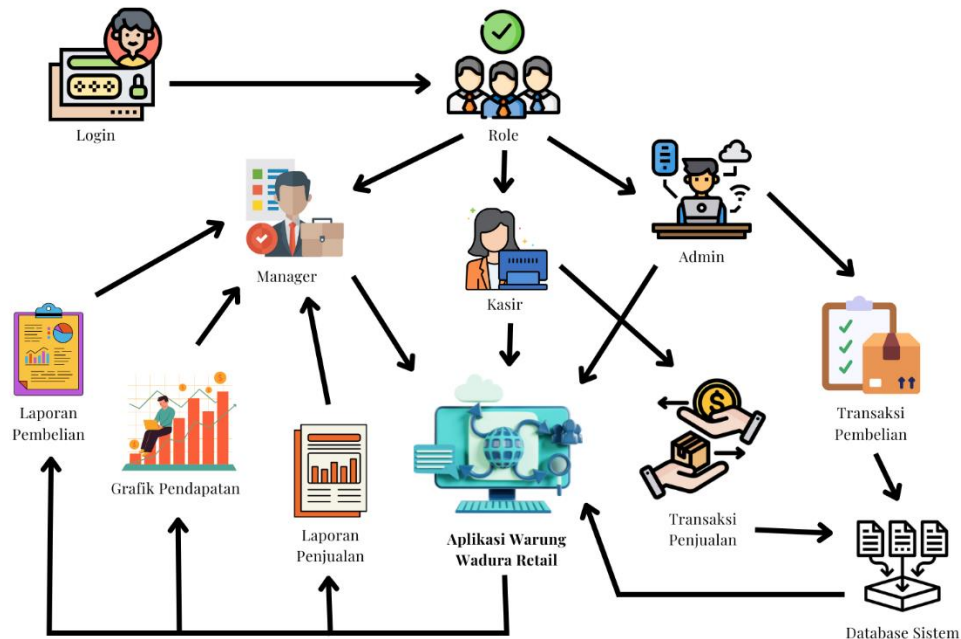 Login
Role
Manager
Kasir
Admin
Laporan
Pembelian
Grafik Pendapatan
Laporan
Penjualan
Aplikasi Warung
Wadura Retail
Transaksi
Penjualan
Transaksi
Pembelian
Database Sistem